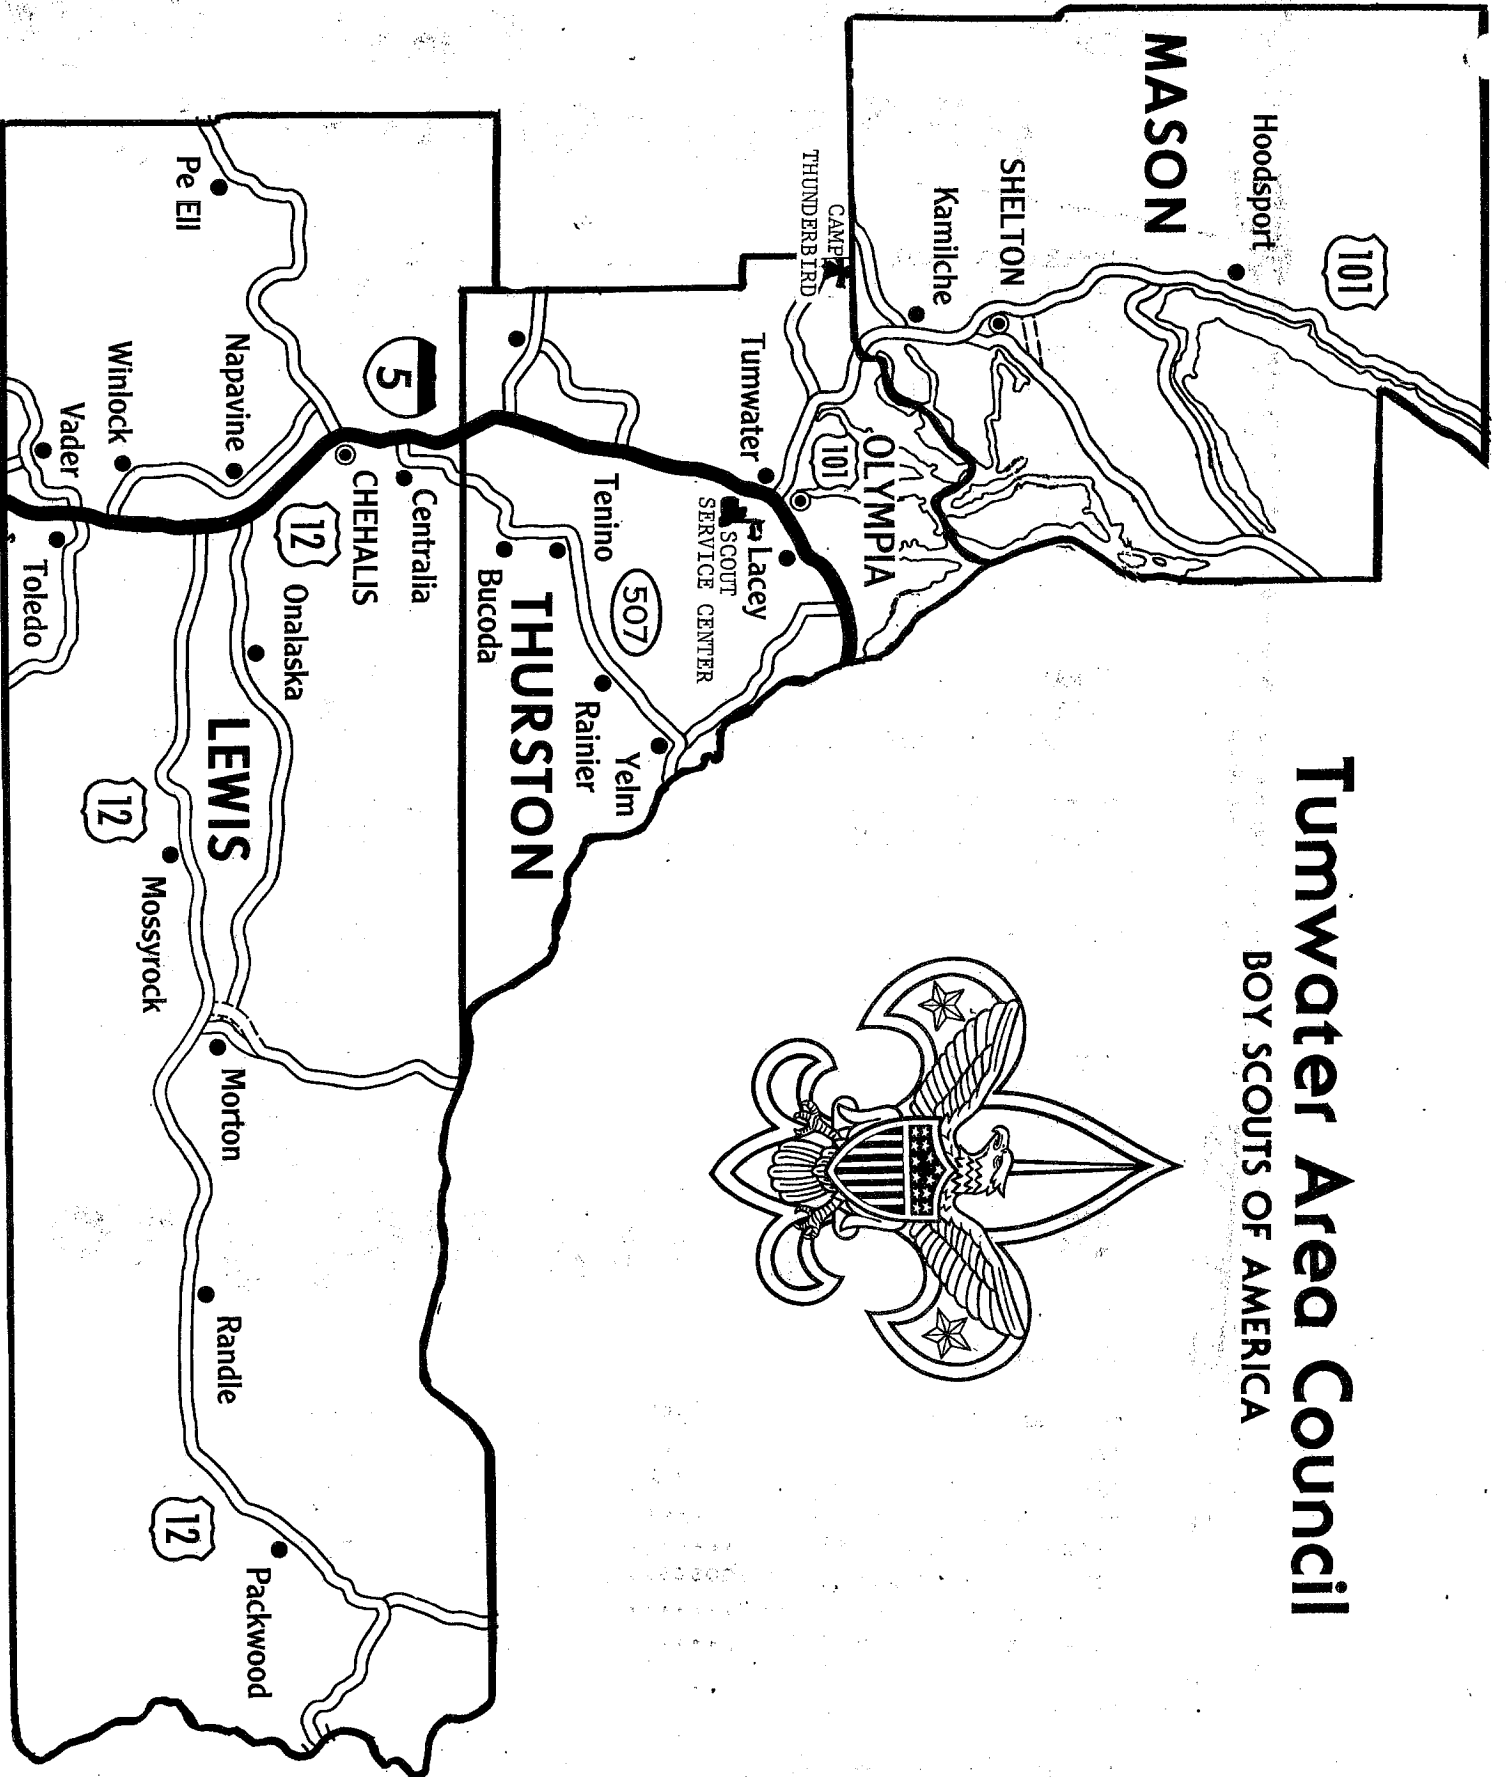 Tumwater Area Council
BOY SCOUTS OF AMERICA
101
Hoodsport
MASON
SHELTON
Kamilche
CAMP
THUNDERBIRD
OLYMPIA
101
Tumwater
Lacey
SCOUT
SERVICE CENTER
Yelm
507
Tenino
Rainier
THURSTON
Bucoda
5
Centralia
CHEHALIS
12
Onalaska
Pe Ell
Napavine
LEWIS
Winlock
12
Mossyrock
Vader
Toledo
Morton
Randle
12
Packwood